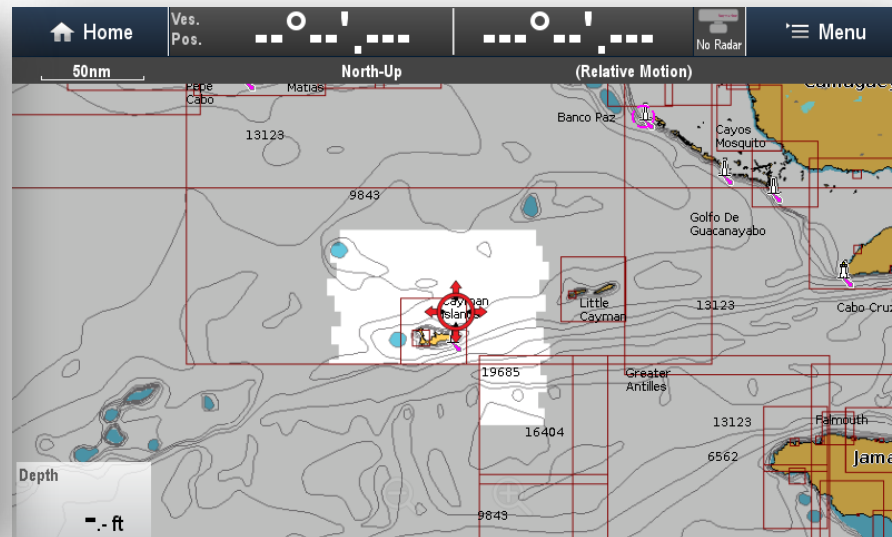 Home
Ves.
Pos.
--°--'.---
---°--'.---
No Radar
Menu
50nm
North-Up
(Relative Motion)
Pepe
Cabo
Matias
13123
Banco Paz
Cayos
Mosquito
9843
Golfo De
Guacanayabo
Cayman
Islands
Little
Cayman
13123
Cabo Cruz
19685
Greater
Antilles
16404
13123
Falmouth
6562
Jama
Depth
-.- ft
9843